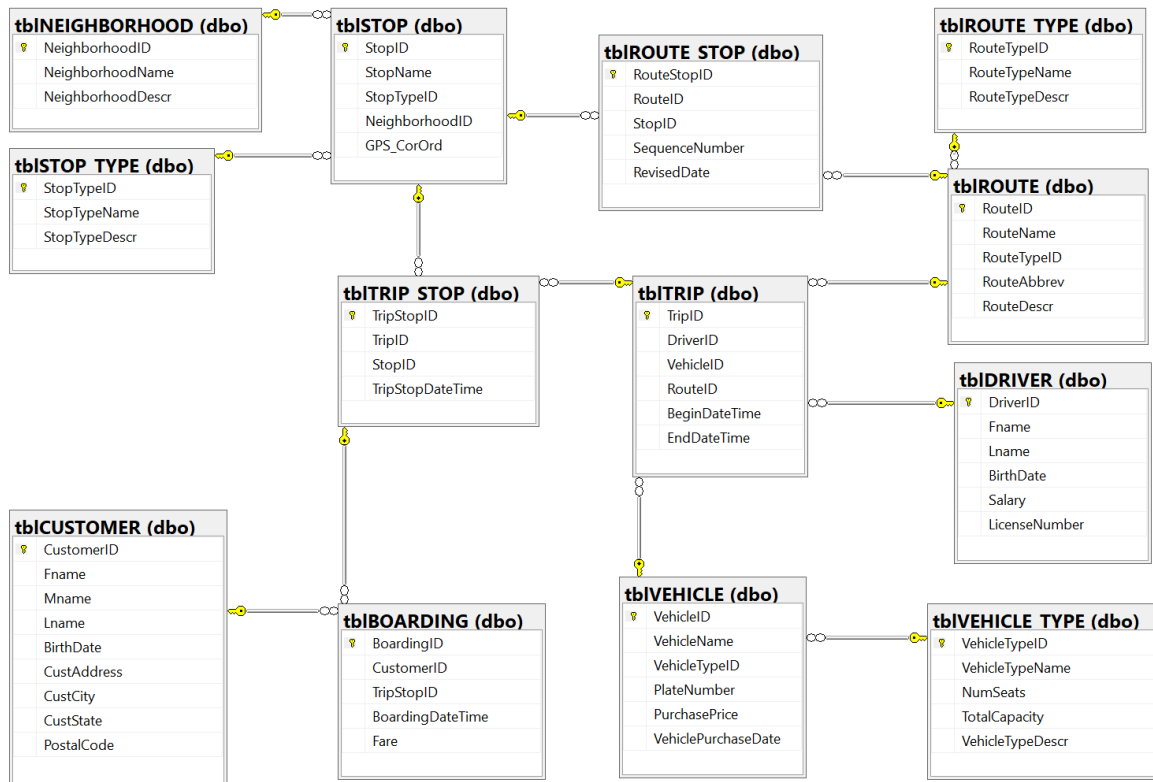 tblNEIGHBORHOOD (dbo)
NeighborhoodID
NeighborhoodName
NeighborhoodDescr
tblSTOP (dbo)
StopID
StopName
StopTypeID
NeighborhoodID
GPS_CorOrd
tblROUTE_STOP (dbo)
RouteStopID
RouteID
StopID
SequenceNumber
RevisedDate
tblROUTE_TYPE (dbo)
RouteTypeID
RouteTypeName
RouteTypeDescr
tblSTOP_TYPE (dbo)
StopTypeID
StopTypeName
StopTypeDescr
tblROUTE (dbo)
RouteID
RouteName
RouteTypeID
RouteAbbrev
RouteDescr
tblTRIP_STOP (dbo)
TripStopID
TripID
StopID
TripStopDateTime
tblTRIP (dbo)
TripID
DriverID
VehicleID
RouteID
BeginDateTime
EndDateTime
tblDRIVER (dbo)
DriverID
Fname
Lname
BirthDate
Salary
LicenseNumber
tblCUSTOMER (dbo)
CustomerID
Fname
Mname
Lname
BirthDate
CustAddress
CustCity
CustState
PostalCode
tblBOARDING (dbo)
BoardingID
CustomerID
TripStopID
BoardingDateTime
Fare
tblVEHICLE (dbo)
VehicleID
VehicleName
VehicleTypeID
PlateNumber
PurchasePrice
VehiclePurchaseDate
tblVEHICLE_TYPE (dbo)
VehicleTypeID
VehicleTypeName
NumSeats
TotalCapacity
VehicleTypeDescr